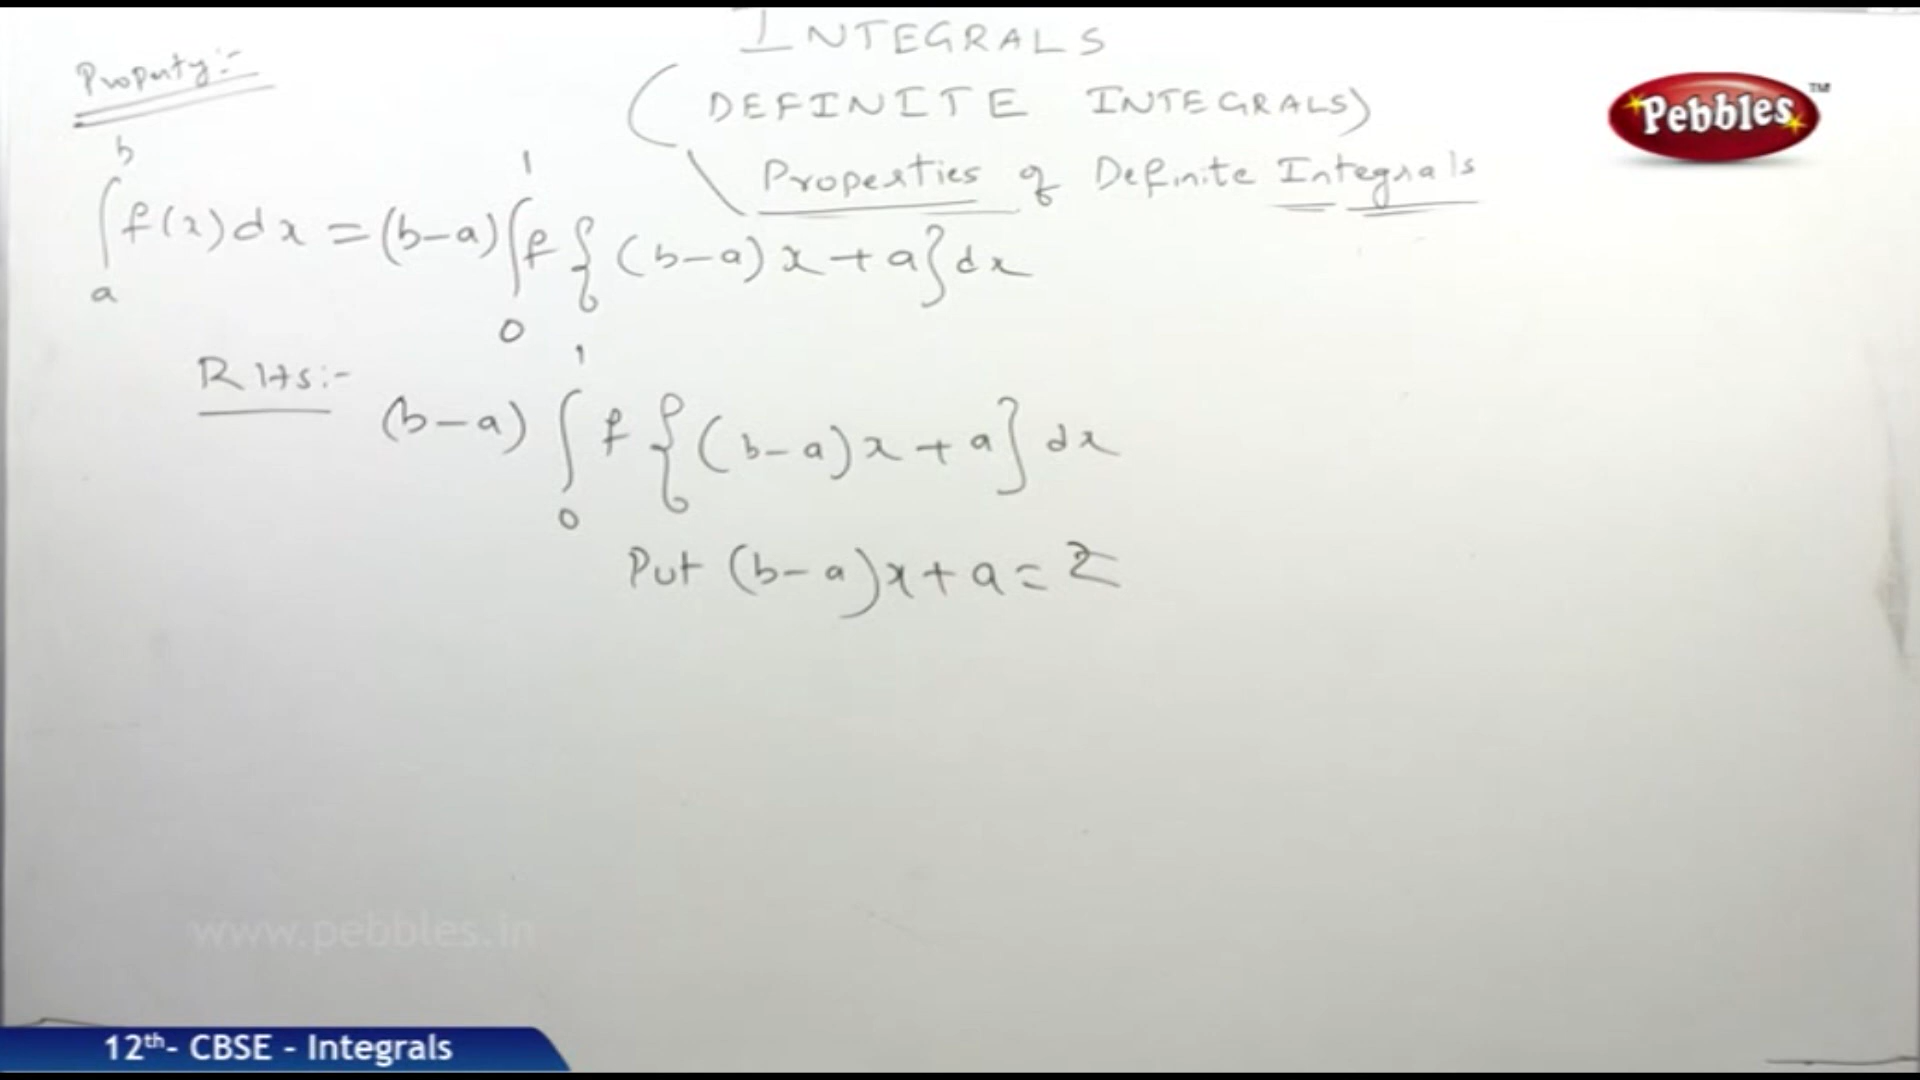 INTEGRALS
Property:-
(DEFINITE INTEGRALS)
Pebbles™
Properties of Definite Integrals
∫ₐᵇ f(x)dx = (b-a) ∫₀¹ f{(b-a)x+a}dx
RHS:-
(b-a) ∫₀¹ f{(b-a)x+a}dx
Put (b-a)x+a=z
www.pebbles.in
12th- CBSE - Integrals